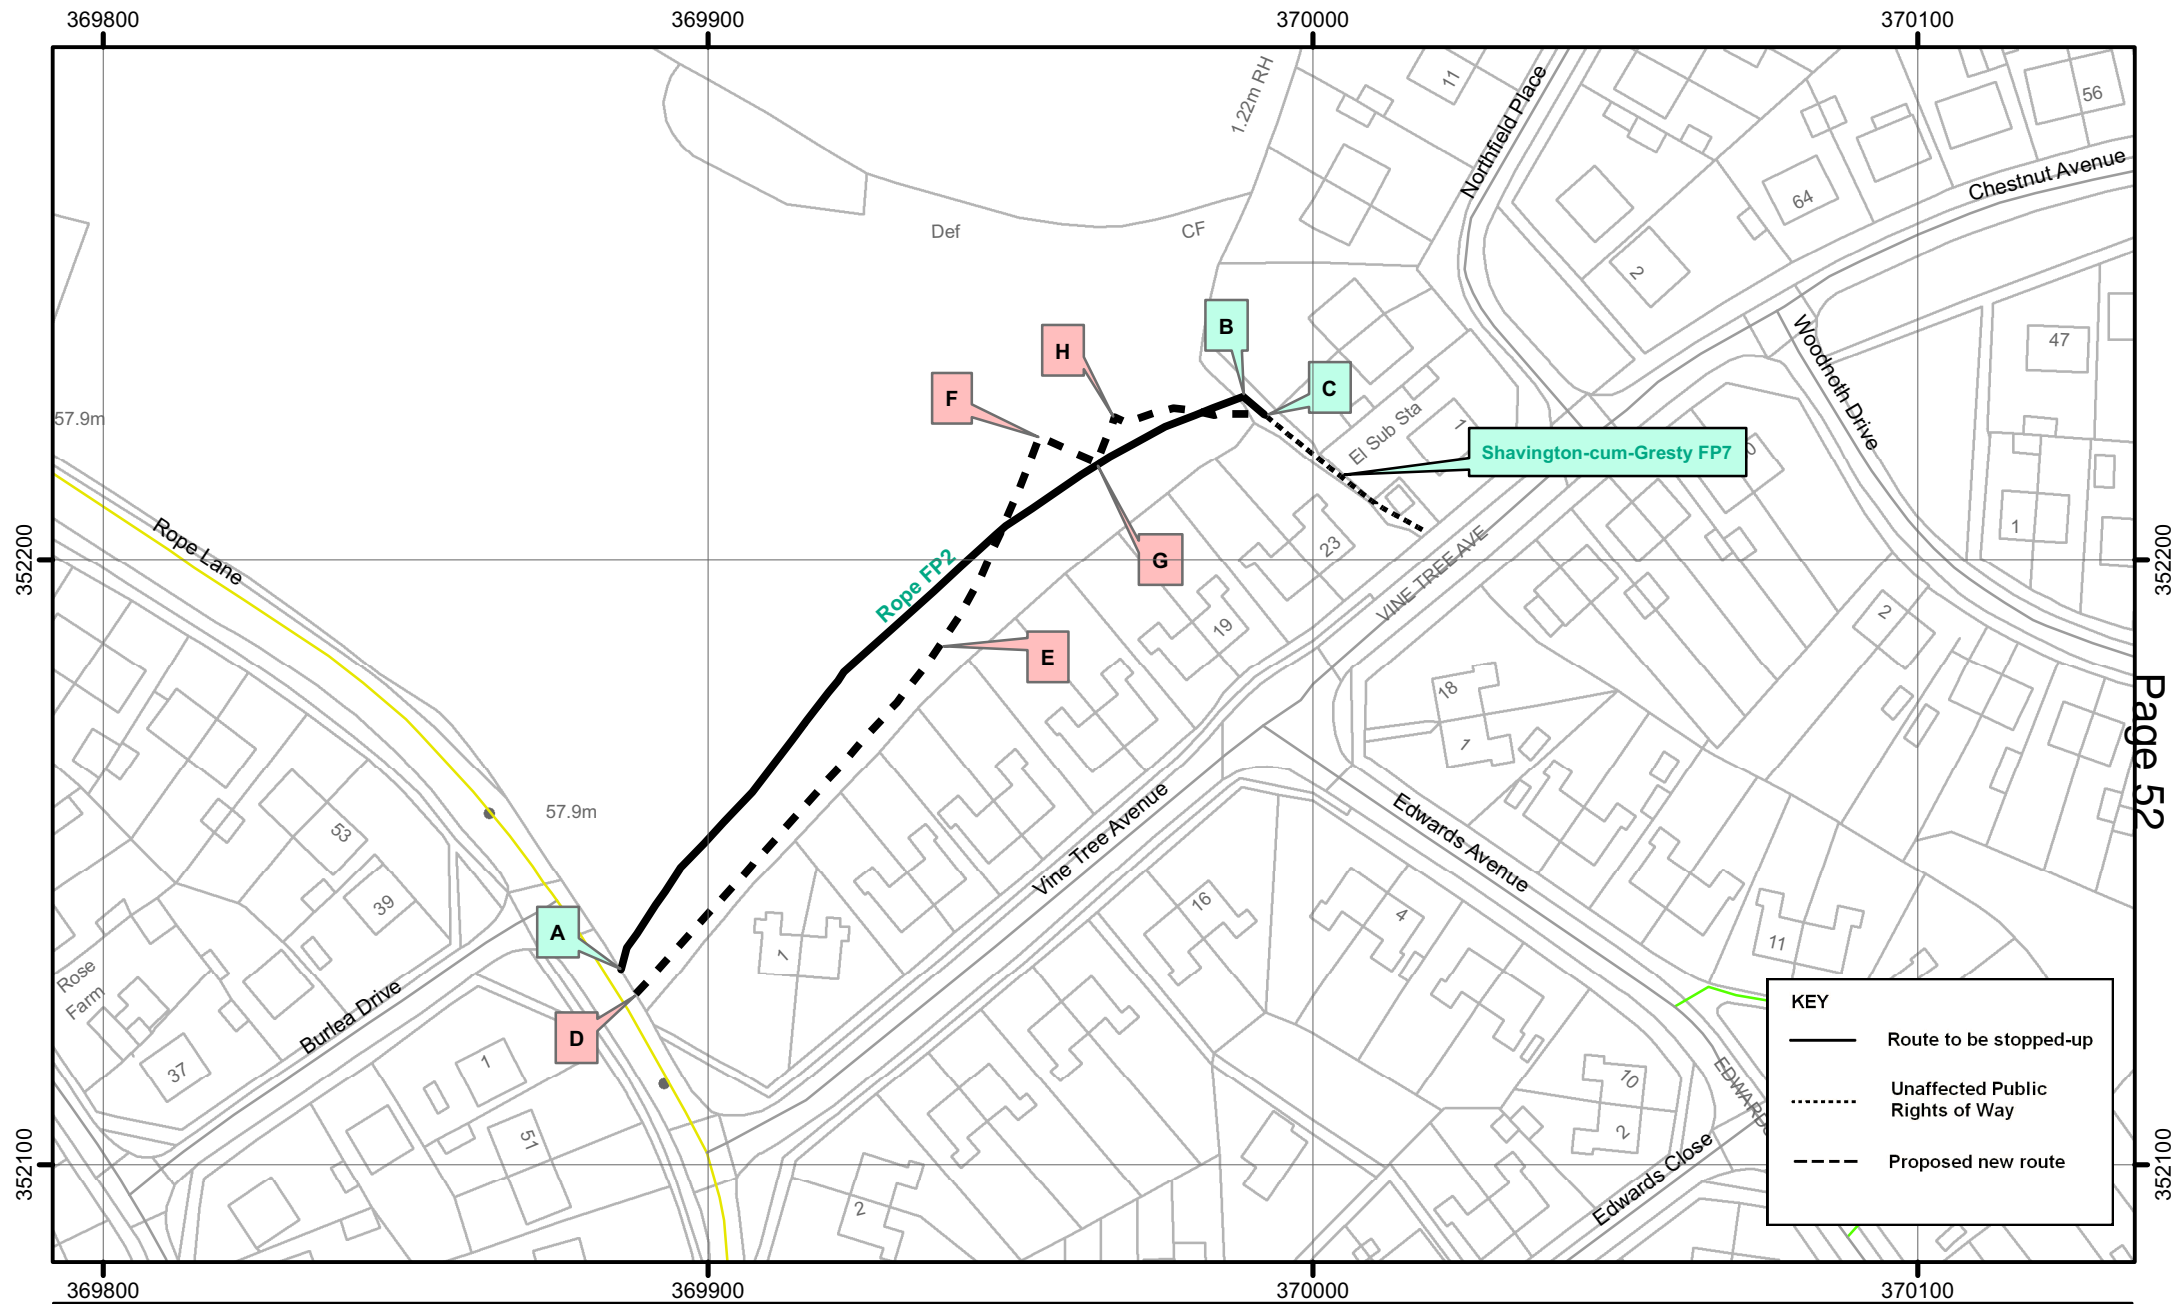 369800
369900
370000
370100
1.22m RH
11
Northfield Place
56
Chestnut Avenue
64
Def
CF
2
B
H
C
F
47
Woodnoth Drive
57.9m
El Sub Sta
1
Shavington-cum-Gresty FP7
0
Rope Lane
352200
352200
Rope FP2
G
23
VINE TREE AVE
1
19
2
E
18
1
Page 52
57.9m
53
Vine Tree Avenue
Edwards Avenue
39
16
4
A
1
11
Rose
Farm
Burlea Drive
D
37
1
51
10
2
EDWARDS
Edwards Close
2
352100
352100
KEY
Route to be stopped-up
Unaffected Public
Rights of Way
Proposed new route
369800
369900
370000
370100